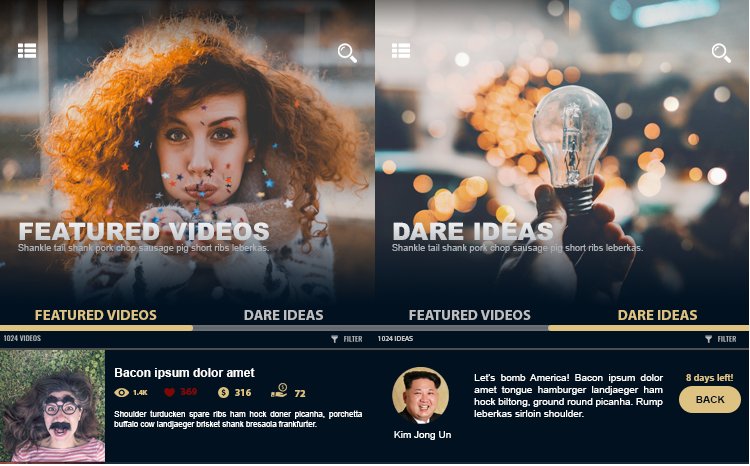 FEATURED VIDEOS
Shankle tail shank pork chop sausage pig short ribs leberkas.
FEATURED VIDEOS DARE IDEAS
1024 VIDEOS FILTER
Bacon ipsum dolor amet
1.4K 369 $ 316 $ 72
Shoulder turducken spare ribs ham hock doner picanha, porchetta
buffalo cow landjaeger brisket shank bresaola frankfurter.
DARE IDEAS
Shankle tail shank pork chop sausage pig short ribs leberkas.
FEATURED VIDEOS DARE IDEAS
1024 IDEAS FILTER
Kim Jong Un
Let's bomb America! Bacon ipsum dolor
amet tongue hamburger landjaeger ham
hock biltong, ground round picanha. Rump
leberkas sirloin shoulder.
8 days left!
BACK